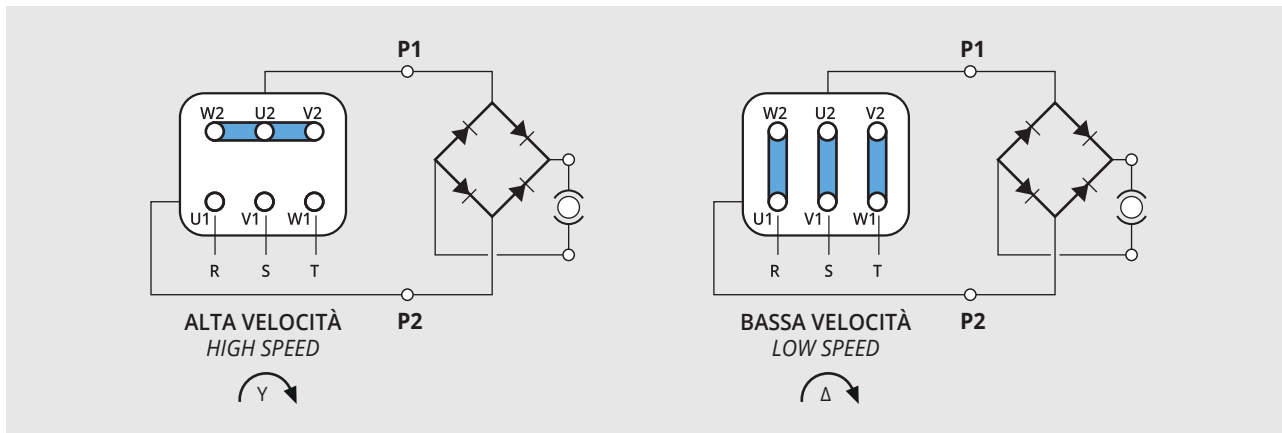 P1
W2 U2 V2
U1 V1 W1
R S T
P2
ALTA VELOCITÀ
HIGH SPEED
Y
P1
W2 U2 V2
U1 V1 W1
R S T
P2
BASSA VELOCITÀ
LOW SPEED
Δ